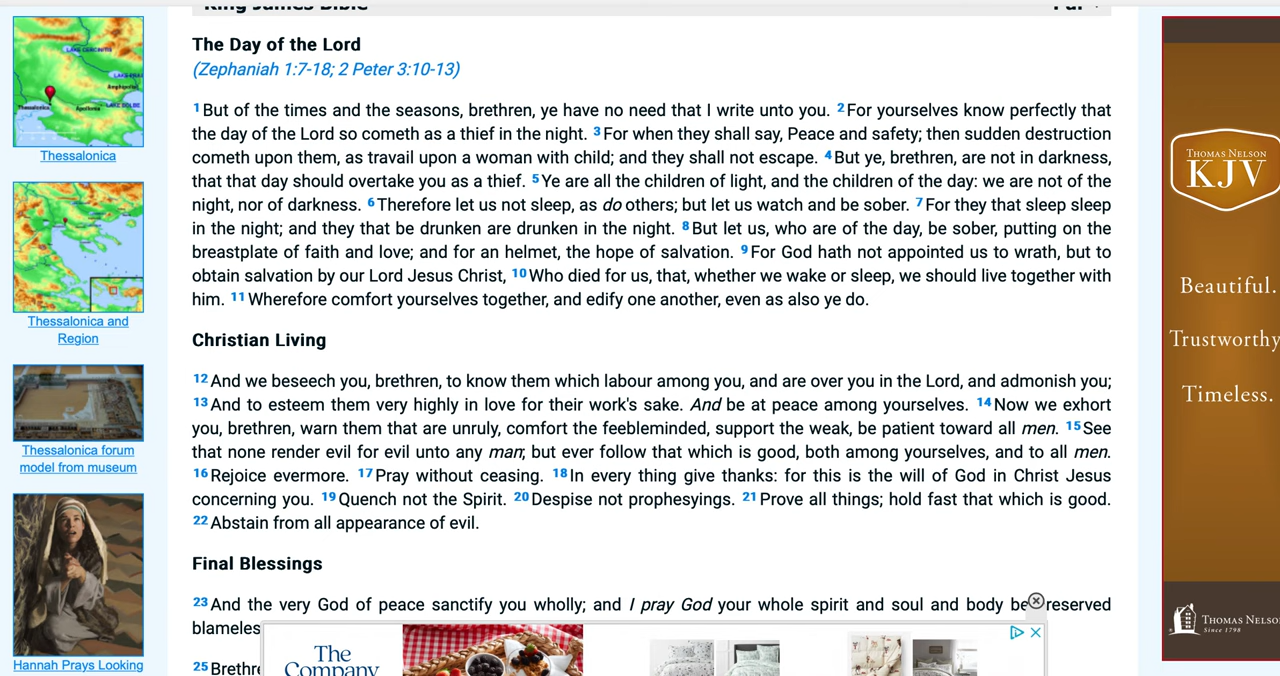 The Day of the Lord
(Zephaniah 1:7-18; 2 Peter 3:10-13)
1 But of the times and the seasons, brethren, ye have no need that I write unto you. 2 For yourselves know perfectly that
the day of the Lord so cometh as a thief in the night. 3 For when they shall say, Peace and safety; then sudden destruction
cometh upon them, as travail upon a woman with child; and they shall not escape. 4 But ye, brethren, are not in darkness,
that that day should overtake you as a thief. 5 Ye are all the children of light, and the children of the day: we are not of the
night, nor of darkness. 6 Therefore let us not sleep, as do others; but let us watch and be sober. 7 For they that sleep sleep
in the night; and they that be drunken are drunken in the night. 8 But let us, who are of the day, be sober, putting on the
breastplate of faith and love; and for an helmet, the hope of salvation. 9 For God hath not appointed us to wrath, but to
obtain salvation by our Lord Jesus Christ, 10 Who died for us, that, whether we wake or sleep, we should live together with
him. 11 Wherefore comfort yourselves together, and edify one another, even as also ye do.
Christian Living
12 And we beseech you, brethren, to know them which labour among you, and are over you in the Lord, and admonish you;
13 And to esteem them very highly in love for their work's sake. And be at peace among yourselves. 14 Now we exhort
you, brethren, warn them that are unruly, comfort the feebleminded, support the weak, be patient toward all men. 15 See
that none render evil for evil unto any man; but ever follow that which is good, both among yourselves, and to all men.
16 Rejoice evermore. 17 Pray without ceasing. 18 In every thing give thanks: for this is the will of God in Christ Jesus
concerning you. 19 Quench not the Spirit. 20 Despise not prophesyings. 21 Prove all things; hold fast that which is good.
22 Abstain from all appearance of evil.
Final Blessings
23 And the very God of peace sanctify you wholly; and I pray God your whole spirit and soul and body be reserved
blameles
25 Brethre
The
Company
Thessalonica
Thessalonica and
Region
Thessalonica forum
model from museum
Hannah Prays Looking
Thomas Nelson
KJV
Beautiful.
Trustworthy
Timeless.
Thomas Nelso
Since 1798